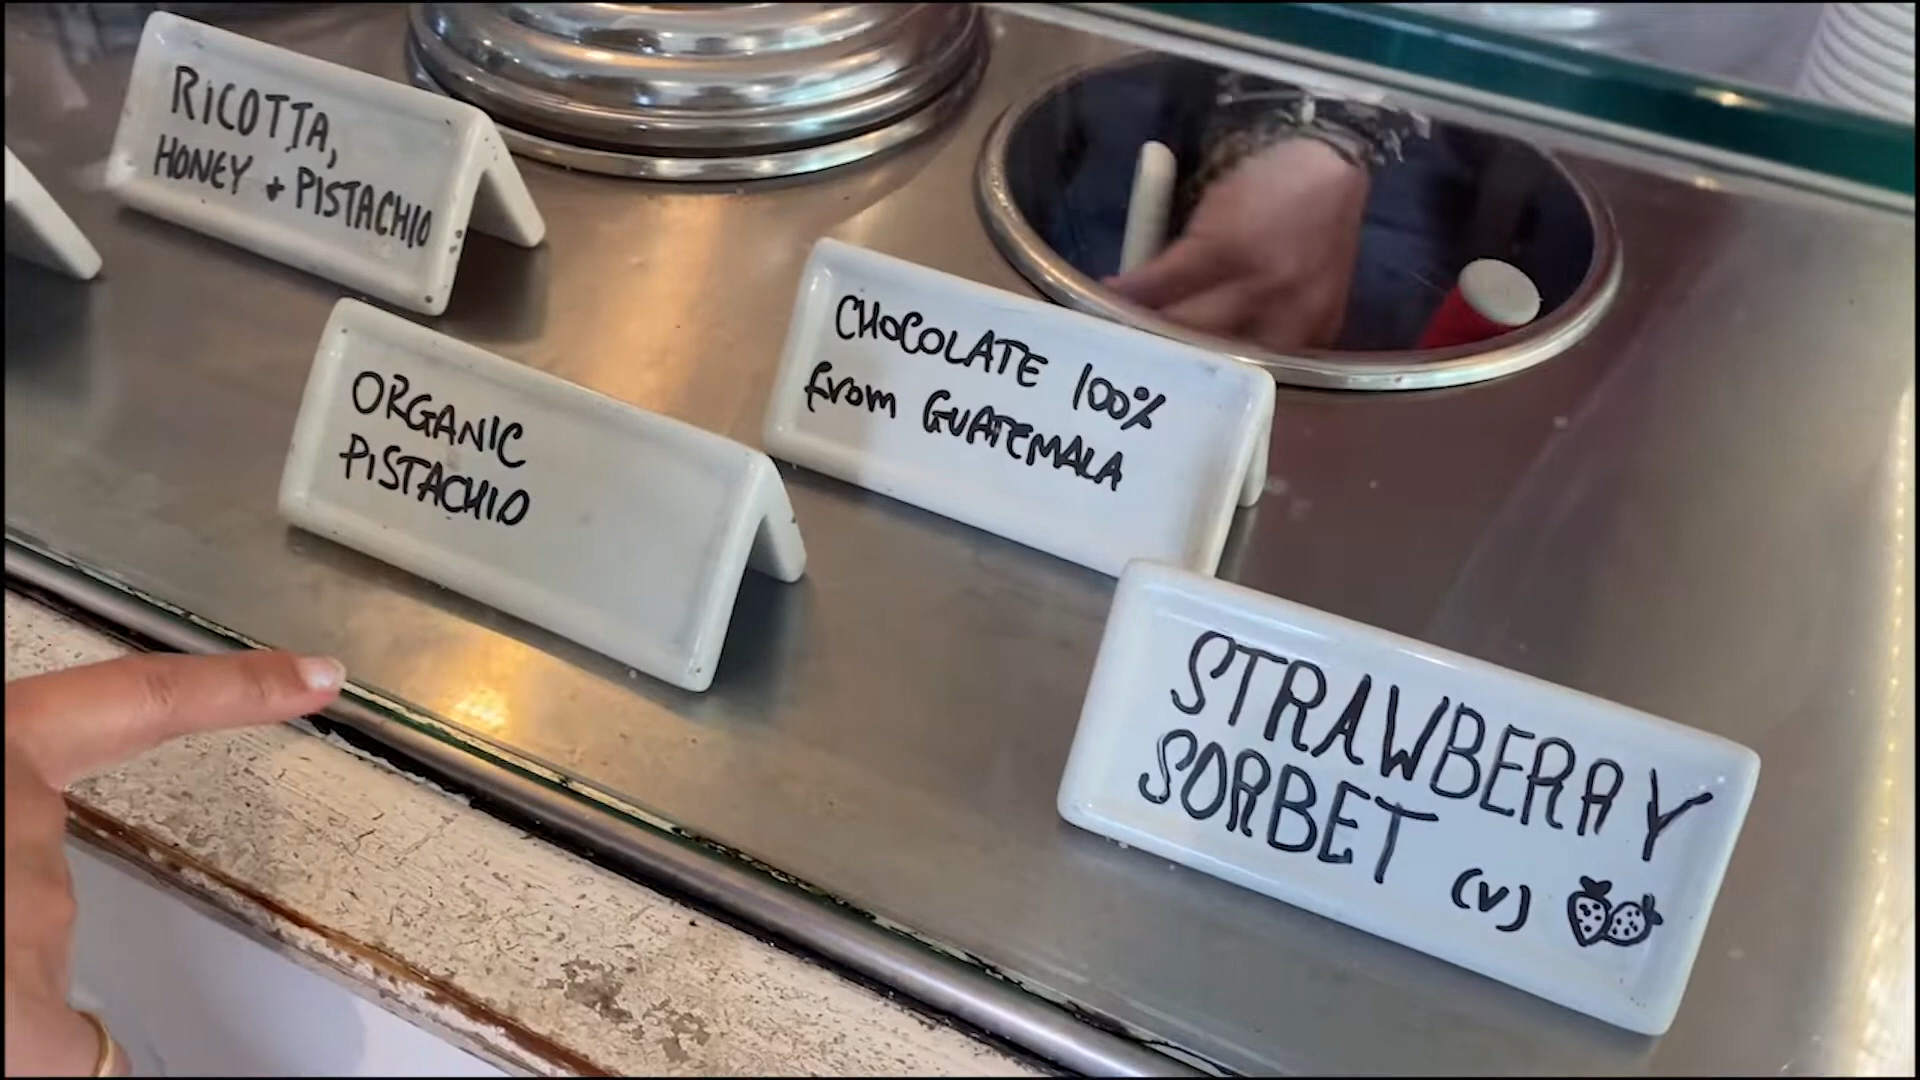 RiCOTTA,
HONEY + PISTACHIO
ORGANIC
PISTACHIO
CHOCOLATE 100%
from GUATEMALA
STRAWBERRY
SORBET (V)